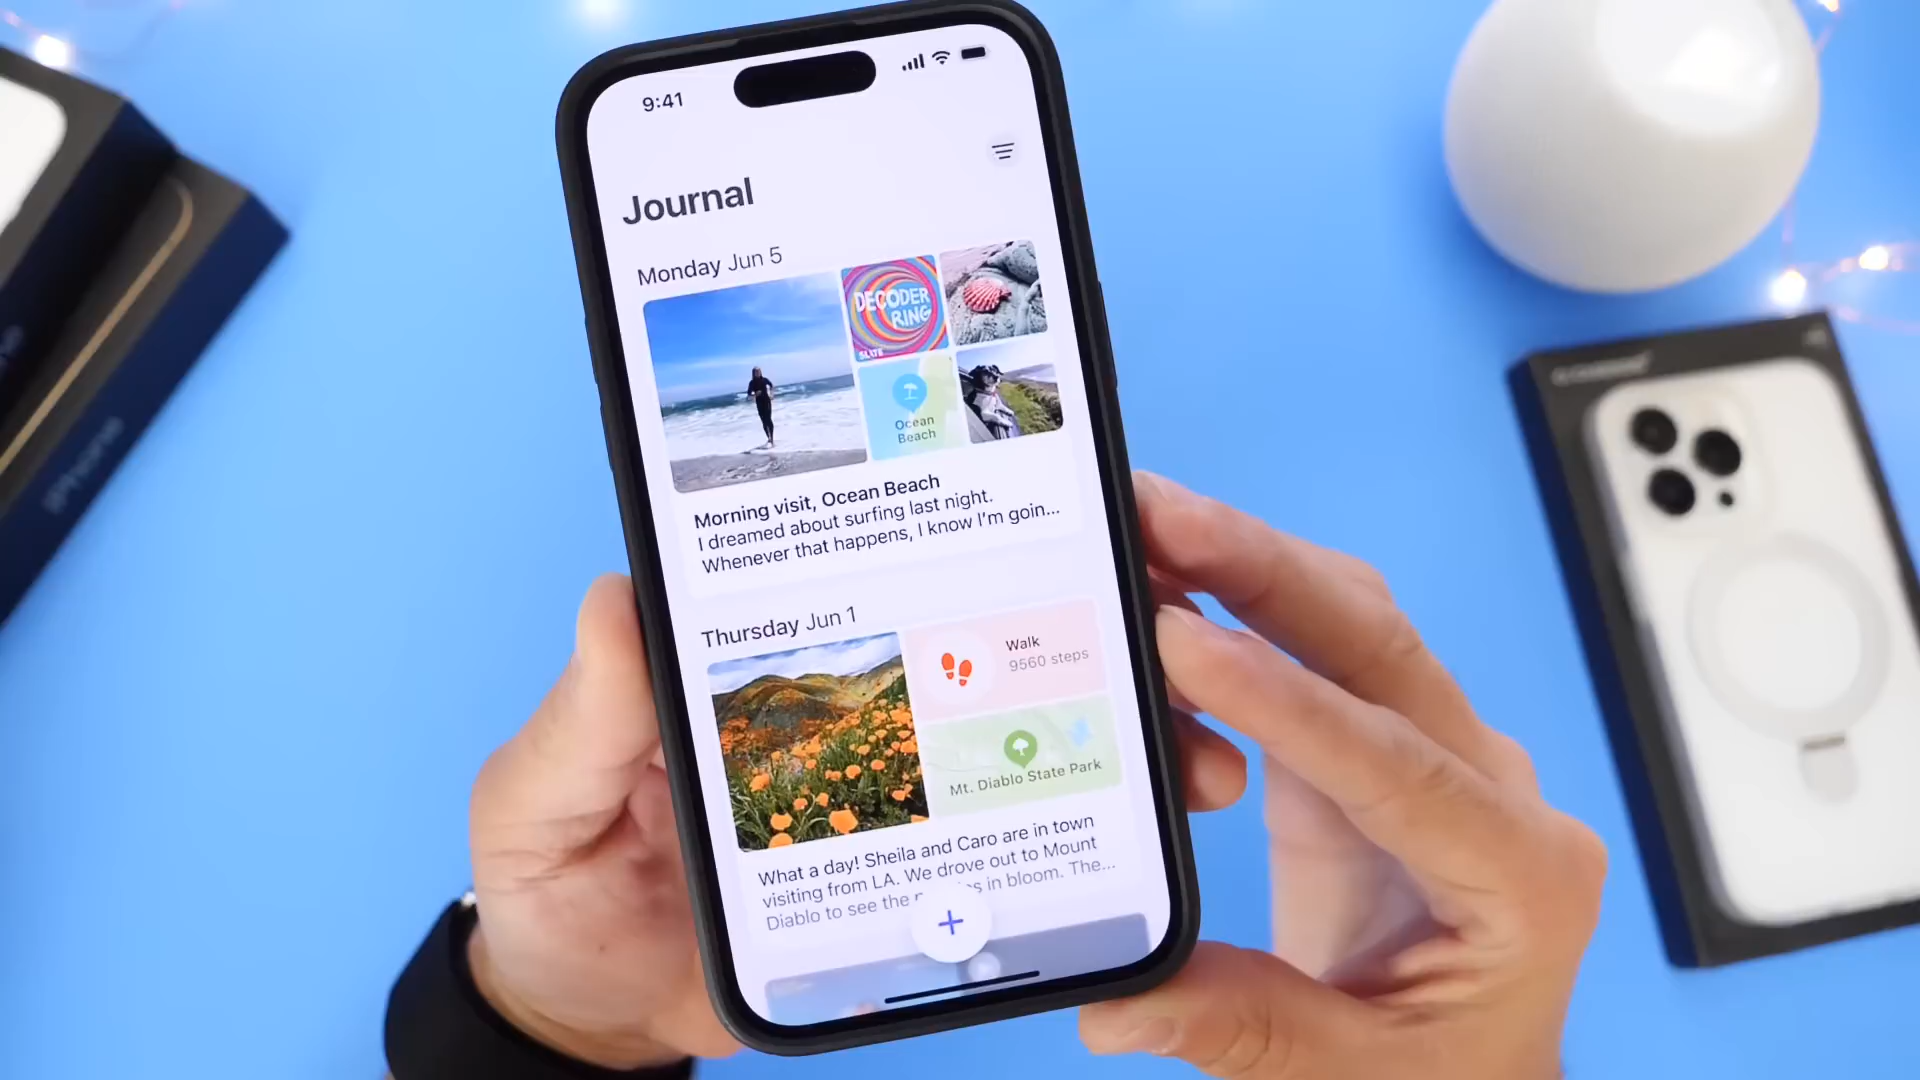 9:41
Journal
Monday Jun 5
DECODER
RING
SLATE
Ocean
Beach
Morning visit, Ocean Beach
I dreamed about surfing last night.
Whenever that happens, I know I'm goin...
Thursday Jun 1
Walk
9560 steps
Mt. Diablo State Park
What a day! Sheila and Caro are in town
visiting from LA. We drove out to Mount
Diablo to see the in bloom. The...
iPhone